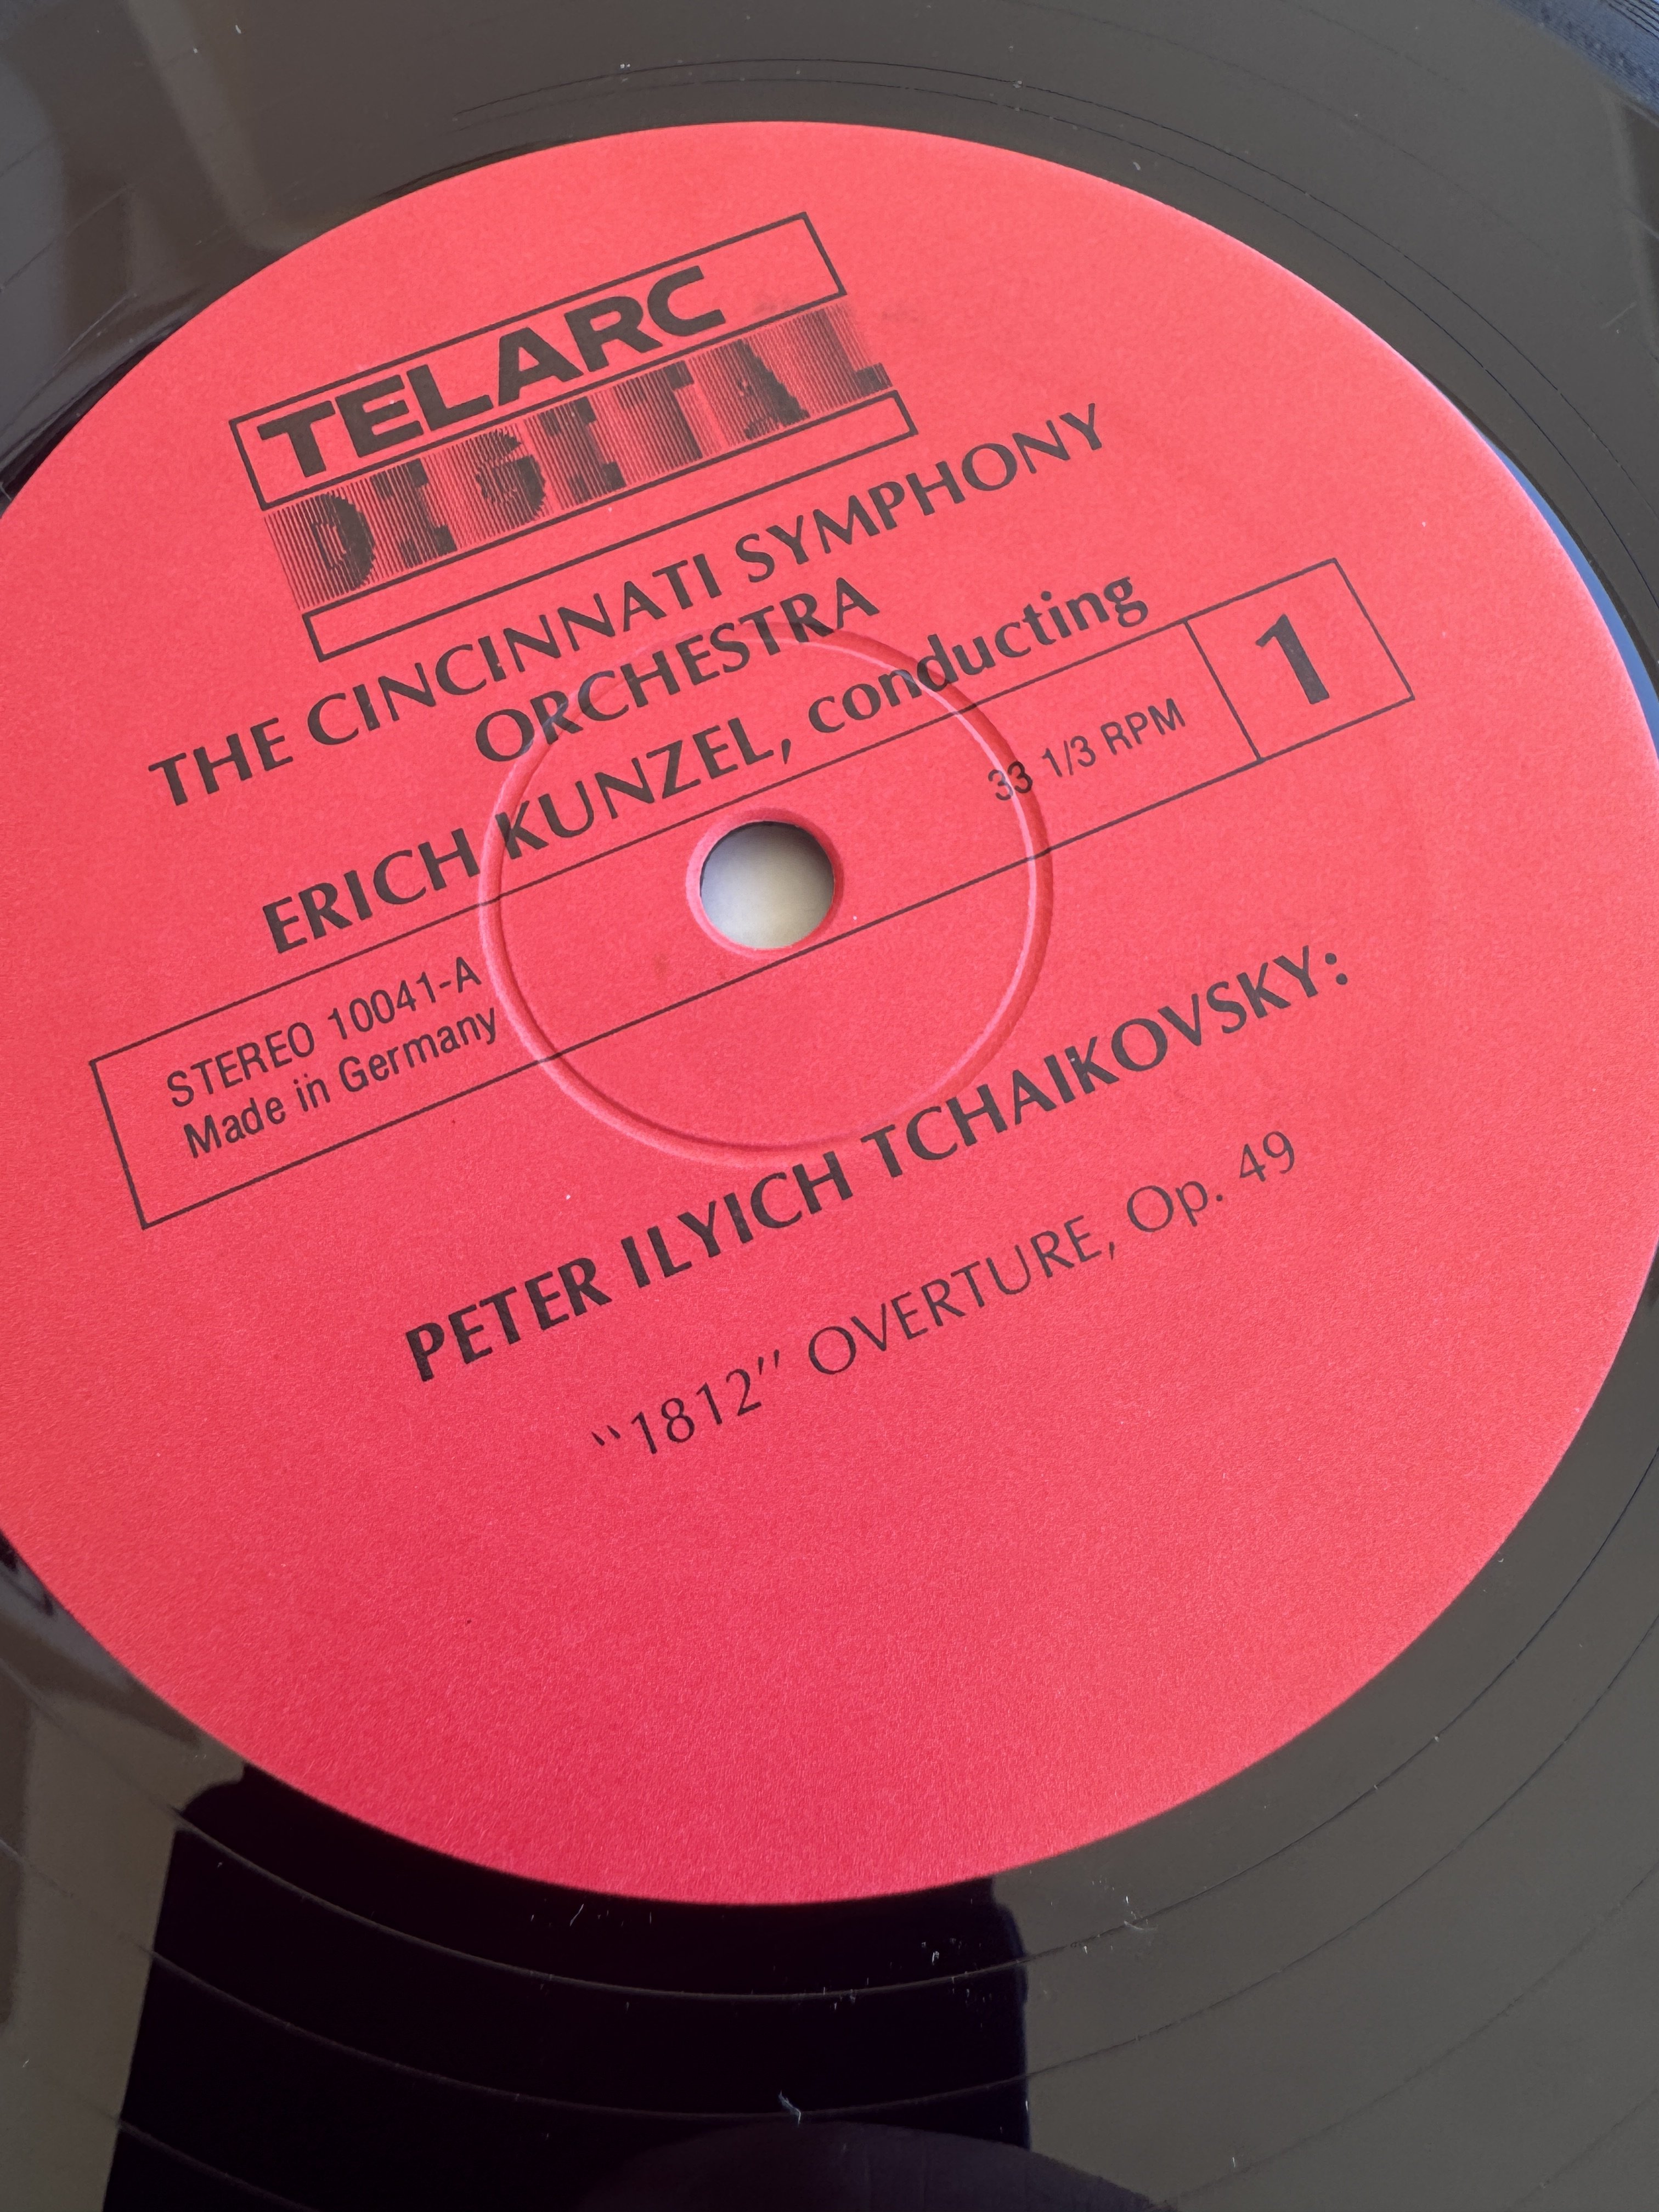 TELARC
DIGITAL
THE CINCINNATI SYMPHONY
ORCHESTRA
ERICH KUNZEL, conducting
STEREO 10041-A
Made in Germany
33 1/3 RPM
1
PETER ILYICH TCHAIKOVSKY:
“1812” OVERTURE, Op. 49